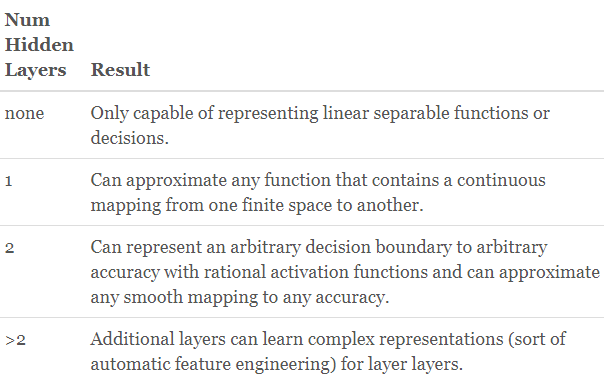 Num
Hidden
Layers Result
none Only capable of representing linear separable functions or
decisions.
1 Can approximate any function that contains a continuous
mapping from one finite space to another.
2 Can represent an arbitrary decision boundary to arbitrary
accuracy with rational activation functions and can approximate
any smooth mapping to any accuracy.
>2 Additional layers can learn complex representations (sort of
automatic feature engineering) for layer layers.